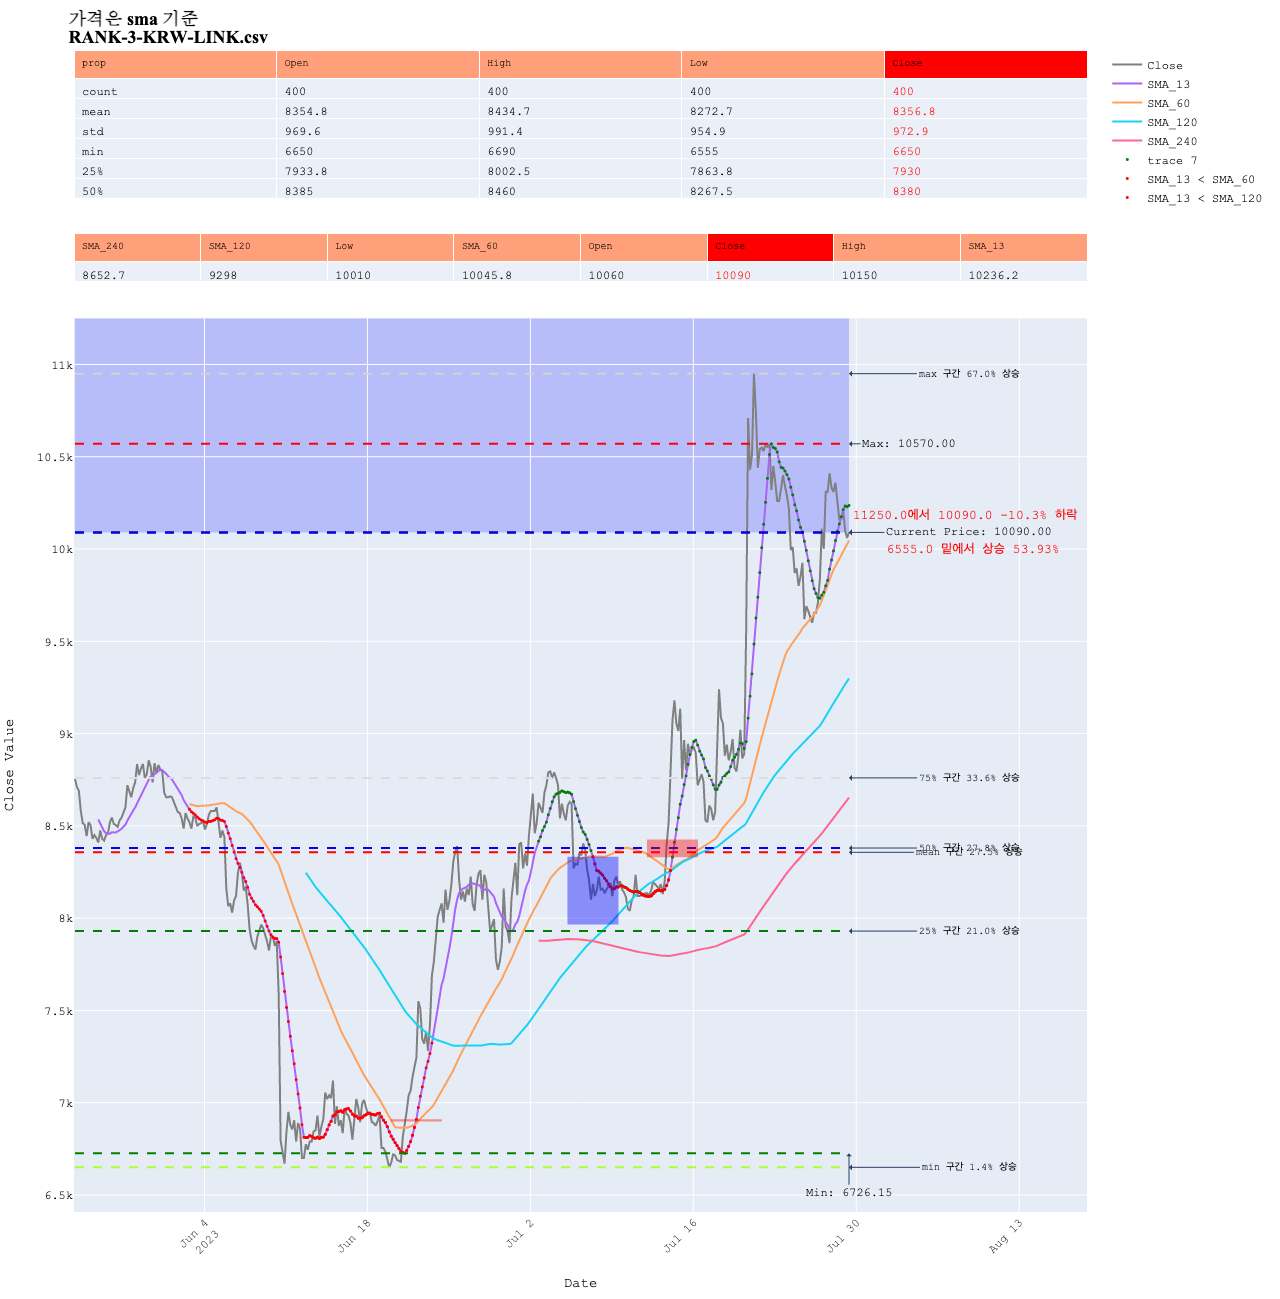 가격은 sma 기준
RANK-3-KRW-LINK.csv
prop Open High Low Close
count 400 400 400 400
mean 8354.8 8434.7 8272.7 8356.8
std 969.6 991.4 954.9 972.9
min 6650 6690 6555 6650
25% 7933.8 8002.5 7863.8 7930
50% 8385 8460 8267.5 8380
Close
SMA_13
SMA_60
SMA_120
SMA_240
trace 7
SMA_13 < SMA_60
SMA_13 < SMA_120
SMA_240 SMA_120 Low SMA_60 Open Close High SMA_13
8652.7 9298 10010 10045.8 10060 10090 10150 10236.2
11k
max 구간 67.0% 상승
Max: 10570.00
10.5k
11250.0에서 10090.0 -10.3% 하락
Current Price: 10090.00
10k
6555.0 밑에서 상승 53.93%
9.5k
9k
75% 구간 33.6% 상승
8.5k
50% 구간 27.8% 상승
mean 구간 27.5% 상승
8k
25% 구간 21.0% 상승
7.5k
7k
min 구간 1.4% 상승
6.5k
Min: 6726.15
Jun 4
2023
Jun 18
Jul 2
Jul 16
Jul 30
Aug 13
Close Value
Date